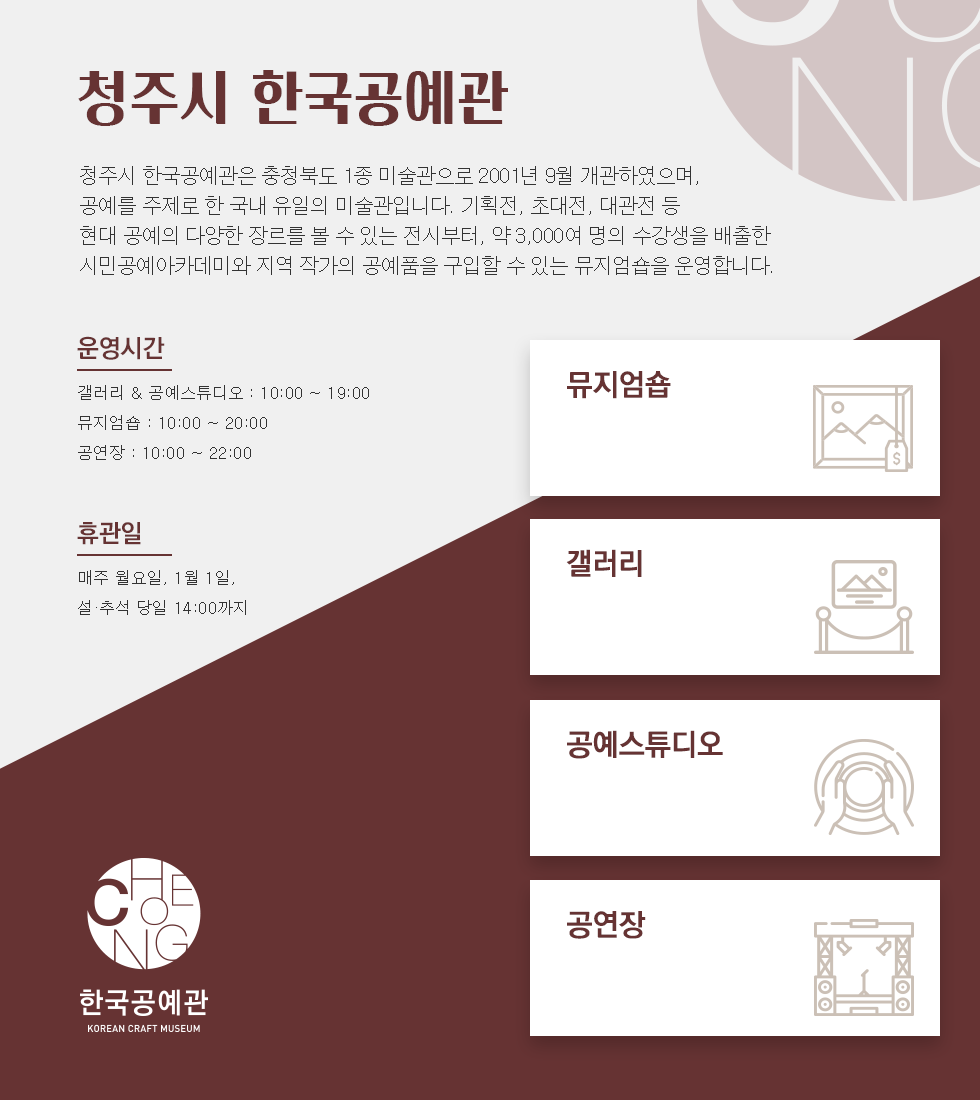 청주시 한국공예관
청주시 한국공예관은 충청북도 1종 미술관으로 2001년 9월 개관하였으며,
공예를 주제로 한 국내 유일의 미술관입니다. 기획전, 초대전, 대관전 등
현대 공예의 다양한 장르를 볼 수 있는 전시부터, 약 3,000여 명의 수강생을 배출한
시민공예아카데미와 지역 작가의 공예품을 구입할 수 있는 뮤지엄숍을 운영합니다.
운영시간
갤러리 & 공예스튜디오 : 10:00 ~ 19:00
뮤지엄숍 : 10:00 ~ 20:00
공연장 : 10:00 ~ 22:00
휴관일
매주 월요일, 1월 1일,
설·추석 당일 14:00까지
뮤지엄숍
$
갤러리
공예스튜디오
공연장
CHEONG
한국공예관
KOREAN CRAFT MUSEUM